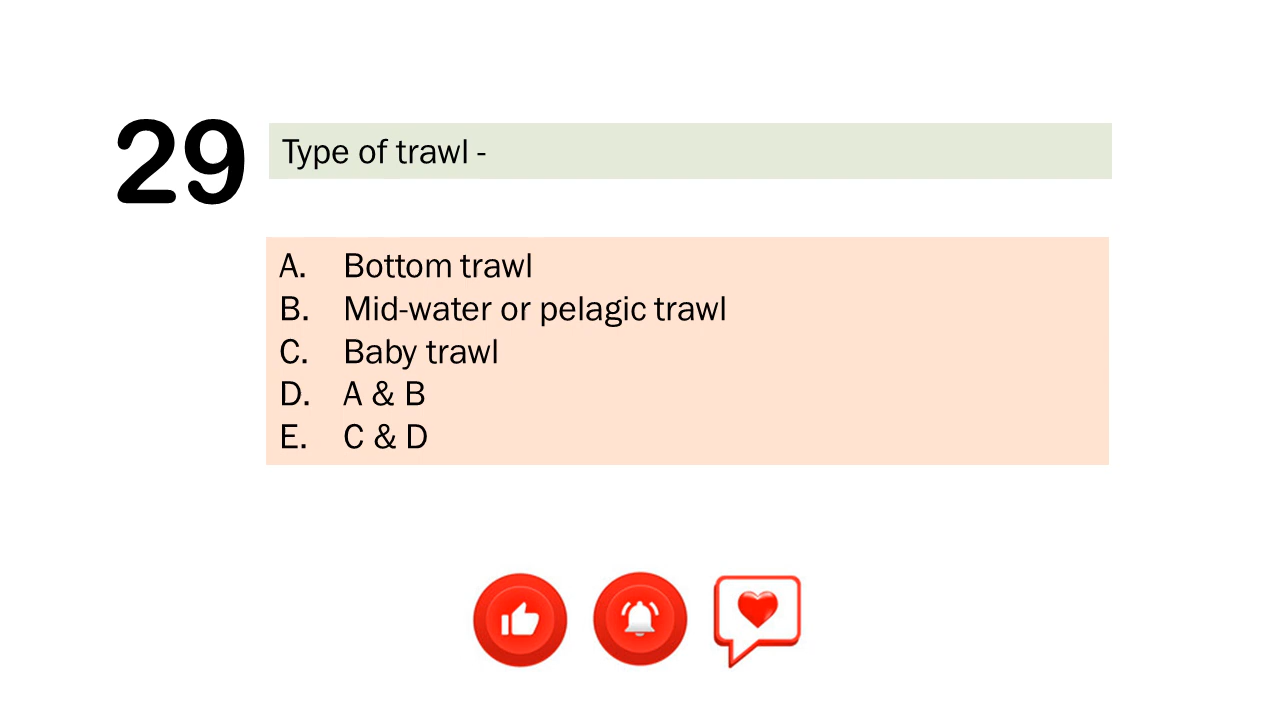 29
Type of trawl -
A. Bottom trawl
B. Mid-water or pelagic trawl
C. Baby trawl
D. A & B
E. C & D